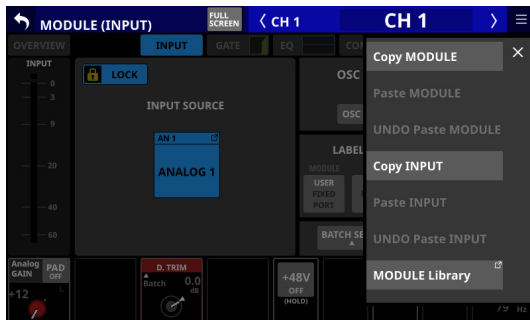 MODULE (INPUT)
FULL
SCREEN
CH 1
CH 1
OVERVIEW
INPUT
GATE
EQ
INPUT
0
3
9
20
40
60
LOCK
INPUT SOURCE
AN 1
ANALOG 1
OSC
OSC
LABEL
MODULE
USER
FIXED
PORT
Copy MODULE
Paste MODULE
UNDO Paste MODULE
Copy INPUT
Paste INPUT
UNDO Paste INPUT
MODULE Library
Analog
GAIN
PAD
OFF
+12
L
D. TRIM
Batch
0.0
dB
+48V
OFF
(HOLD)
79 Hz